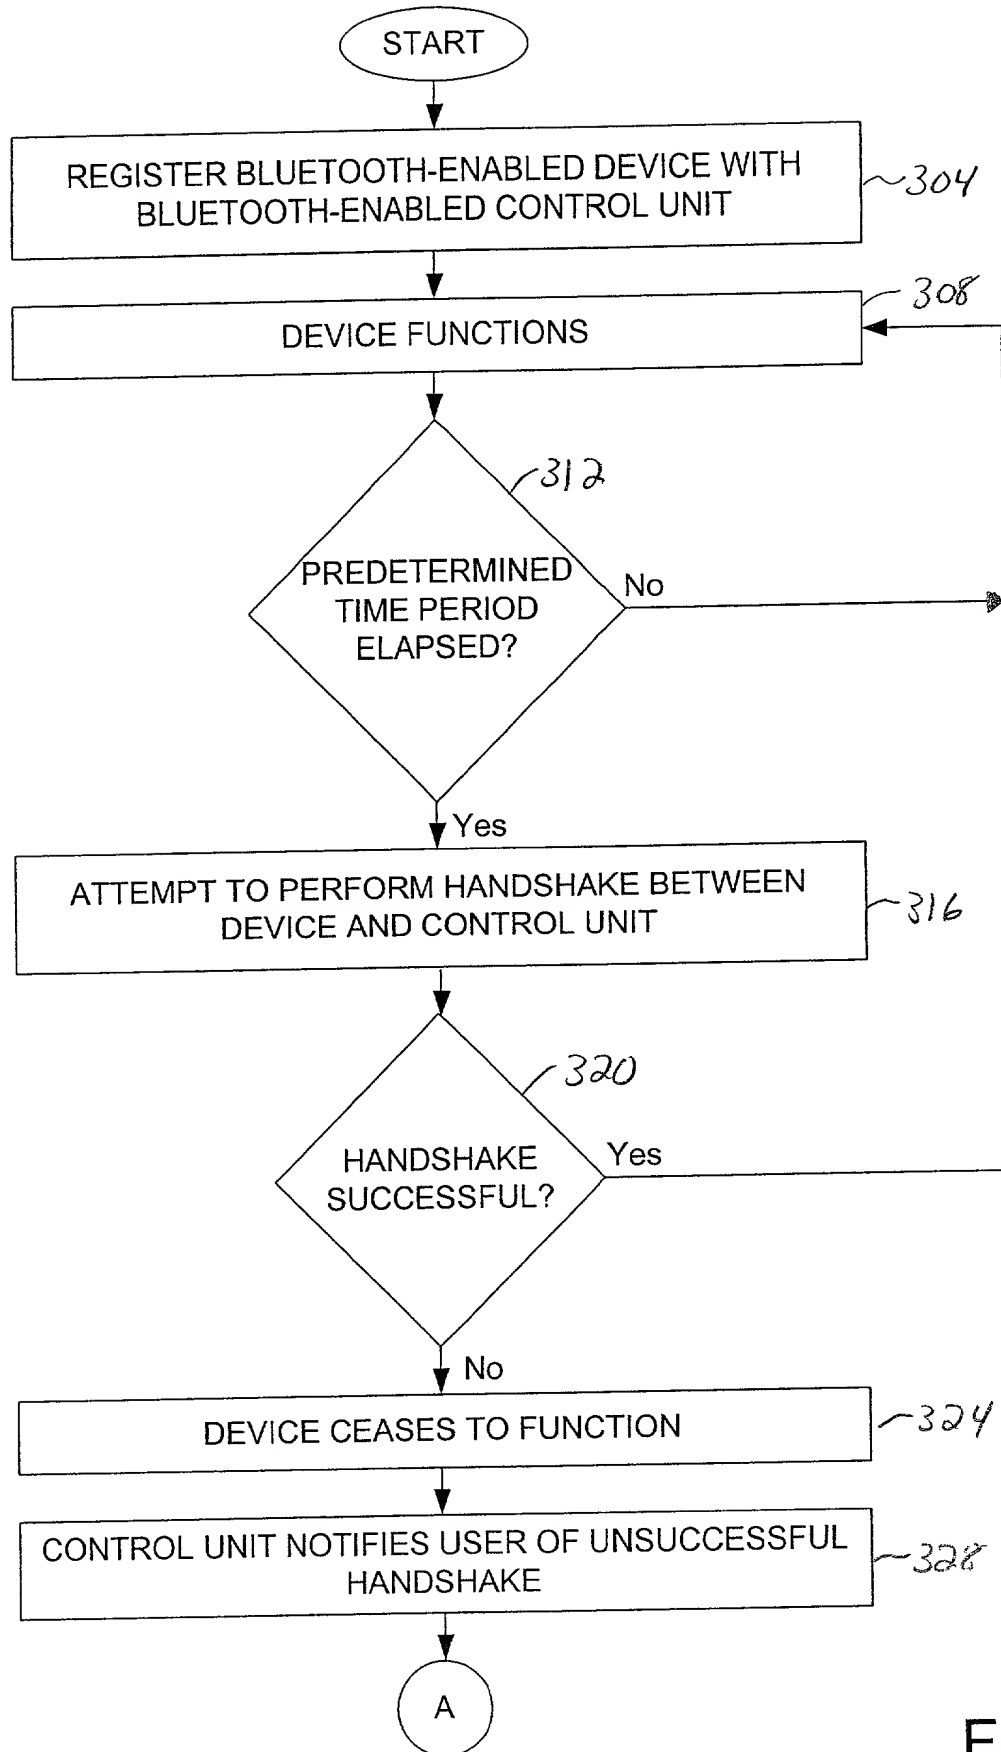 START
REGISTER BLUETOOTH-ENABLED DEVICE WITH
BLUETOOTH-ENABLED CONTROL UNIT
304
DEVICE FUNCTIONS
308
312
PREDETERMINED
TIME PERIOD
ELAPSED?
No
Yes
ATTEMPT TO PERFORM HANDSHAKE BETWEEN
DEVICE AND CONTROL UNIT
316
320
HANDSHAKE
SUCCESSFUL?
Yes
No
DEVICE CEASES TO FUNCTION
324
CONTROL UNIT NOTIFIES USER OF UNSUCCESSFUL
HANDSHAKE
328
A